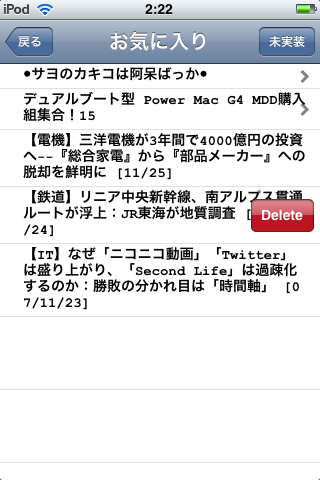 iPod 2:22
戻る お気に入り 未実装
●サヨのカキコは阿呆ばっか●
デュアルブート型 Power Mac G4 MDD購入
組集合！15
【電機】三洋電機が3年間で4000億円の投資
へ--『総合家電』から『部品メーカー』への
脱却を鮮明に [11/25]
【鉄道】リニア中央新幹線、南アルプス貫通
ルートが浮上：JR東海が地質調査 [
/24]
Delete
【IT】なぜ「ニコニコ動画」「Twitter」
は盛り上がり、「Second Life」は過疎化
するのか：勝敗の分かれ目は「時間軸」 [0
7/11/23]